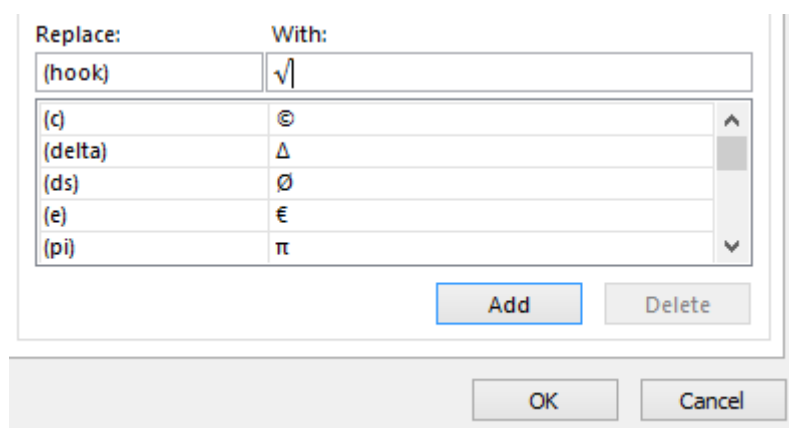 Replace: With:
(hook) √
(c) ©
(delta) Δ
(ds) Ø
(e) €
(pi) π
Add Delete
OK Cancel